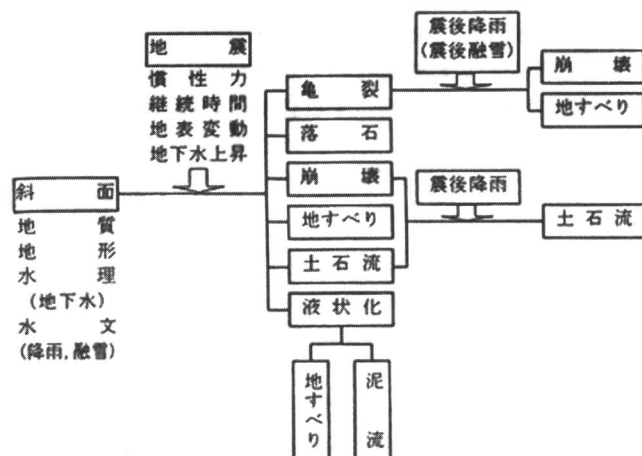 地震
慣性力
継続時間
地表変動
地下水上昇
斜面
地質
地形
水理
(地下水)
水文
(降雨,融雪)
亀裂
落石
崩壊
地すべり
土石流
液状化
地すべり
泥流
震後降雨
(震後融雪)
崩壊
地すべり
震後降雨
土石流